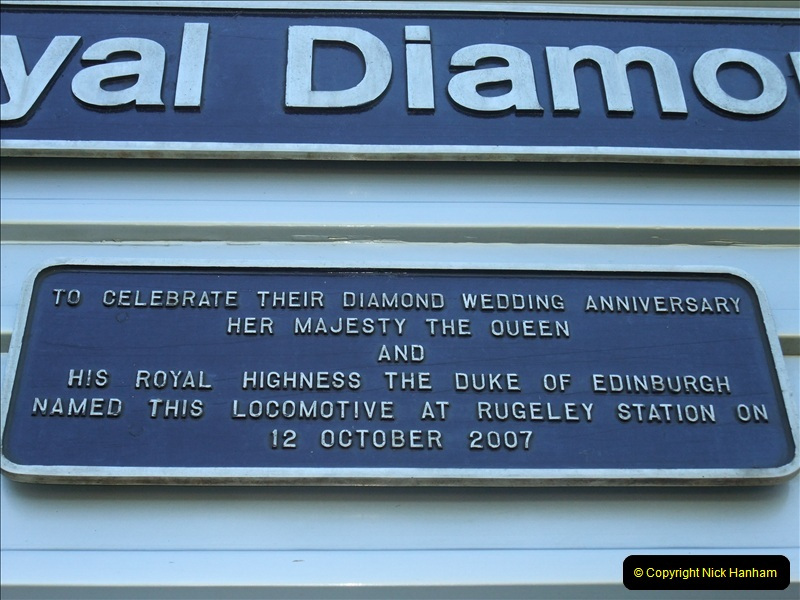 yal Diamo
TO CELEBRATE THEIR DIAMOND WEDDING ANNIVERSARY
HER MAJESTY THE QUEEN
AND
HIS ROYAL HIGHNESS THE DUKE OF EDINBURGH
NAMED THIS LOCOMOTIVE AT RUGELEY STATION ON
12 OCTOBER 2007
© Copyright Nick Hanham